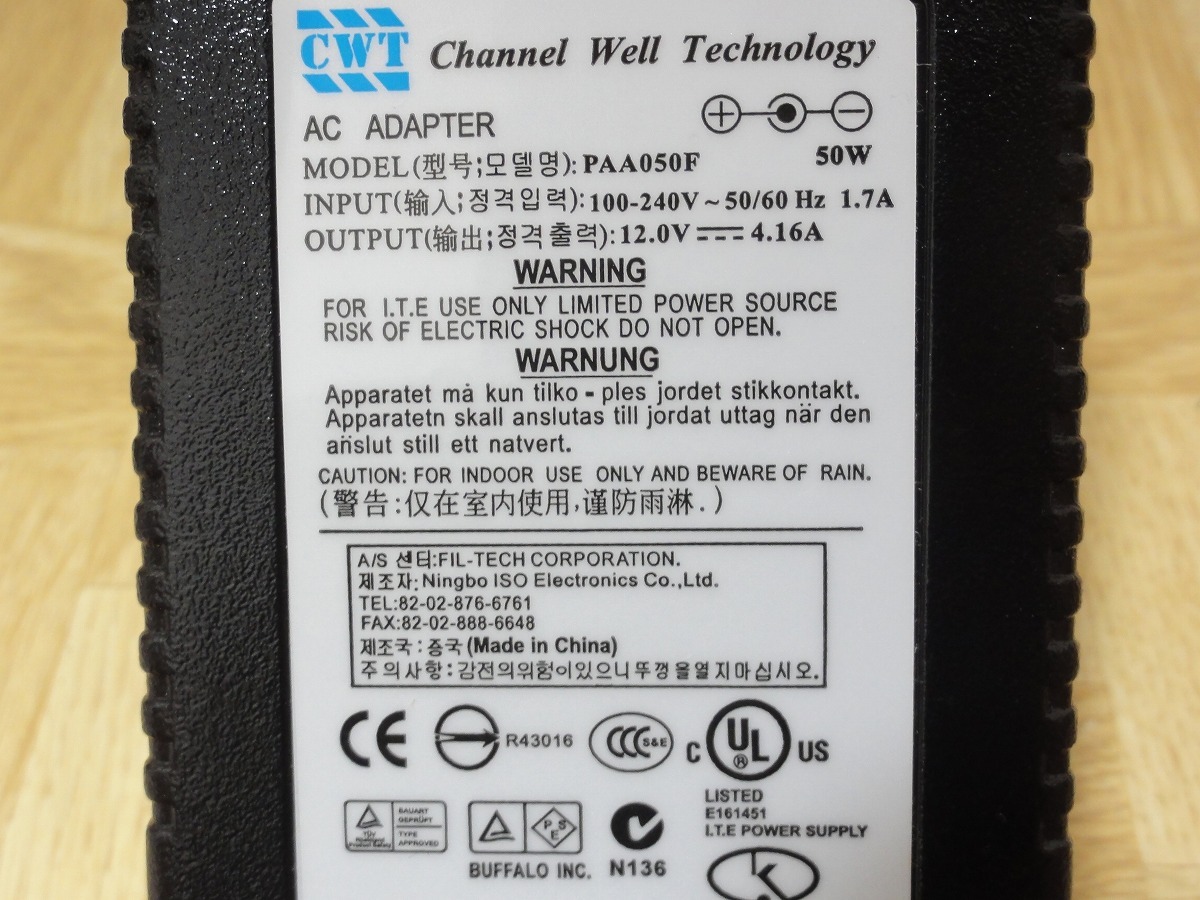 CWT Channel Well Technology
AC ADAPTER
MODEL(型号;모델명): PAA050F 50W
INPUT(输入;정격입력): 100-240V ~ 50/60 Hz 1.7A
OUTPUT(输出;정격출력): 12.0V ⎓ 4.16A
WARNING
FOR I.T.E USE ONLY LIMITED POWER SOURCE
RISK OF ELECTRIC SHOCK DO NOT OPEN.
WARNUNG
Apparatet må kun tilko - ples jordet stikkontakt.
Apparatetn skall anslutas till jordat uttag när den
añslut still ett natvert.
CAUTION: FOR INDOOR USE ONLY AND BEWARE OF RAIN.
(警告:仅在室内使用,谨防雨淋.)
A/S 센터:FIL-TECH CORPORATION.
제조자: Ningbo ISO Electronics Co.,Ltd.
TEL:82-02-876-6761
FAX:82-02-888-6648
제조국 : 중국 (Made in China)
주의사항: 감전의위험이있으니뚜껑을열지마십시오.
CE R43016 CCC S&E C UL ® US
LISTED
E161451
I.T.E POWER SUPPLY
TÜV
BAUART
GEPRÜFT
TYPE
APPROVED
PSE
BUFFALO INC. N136
K